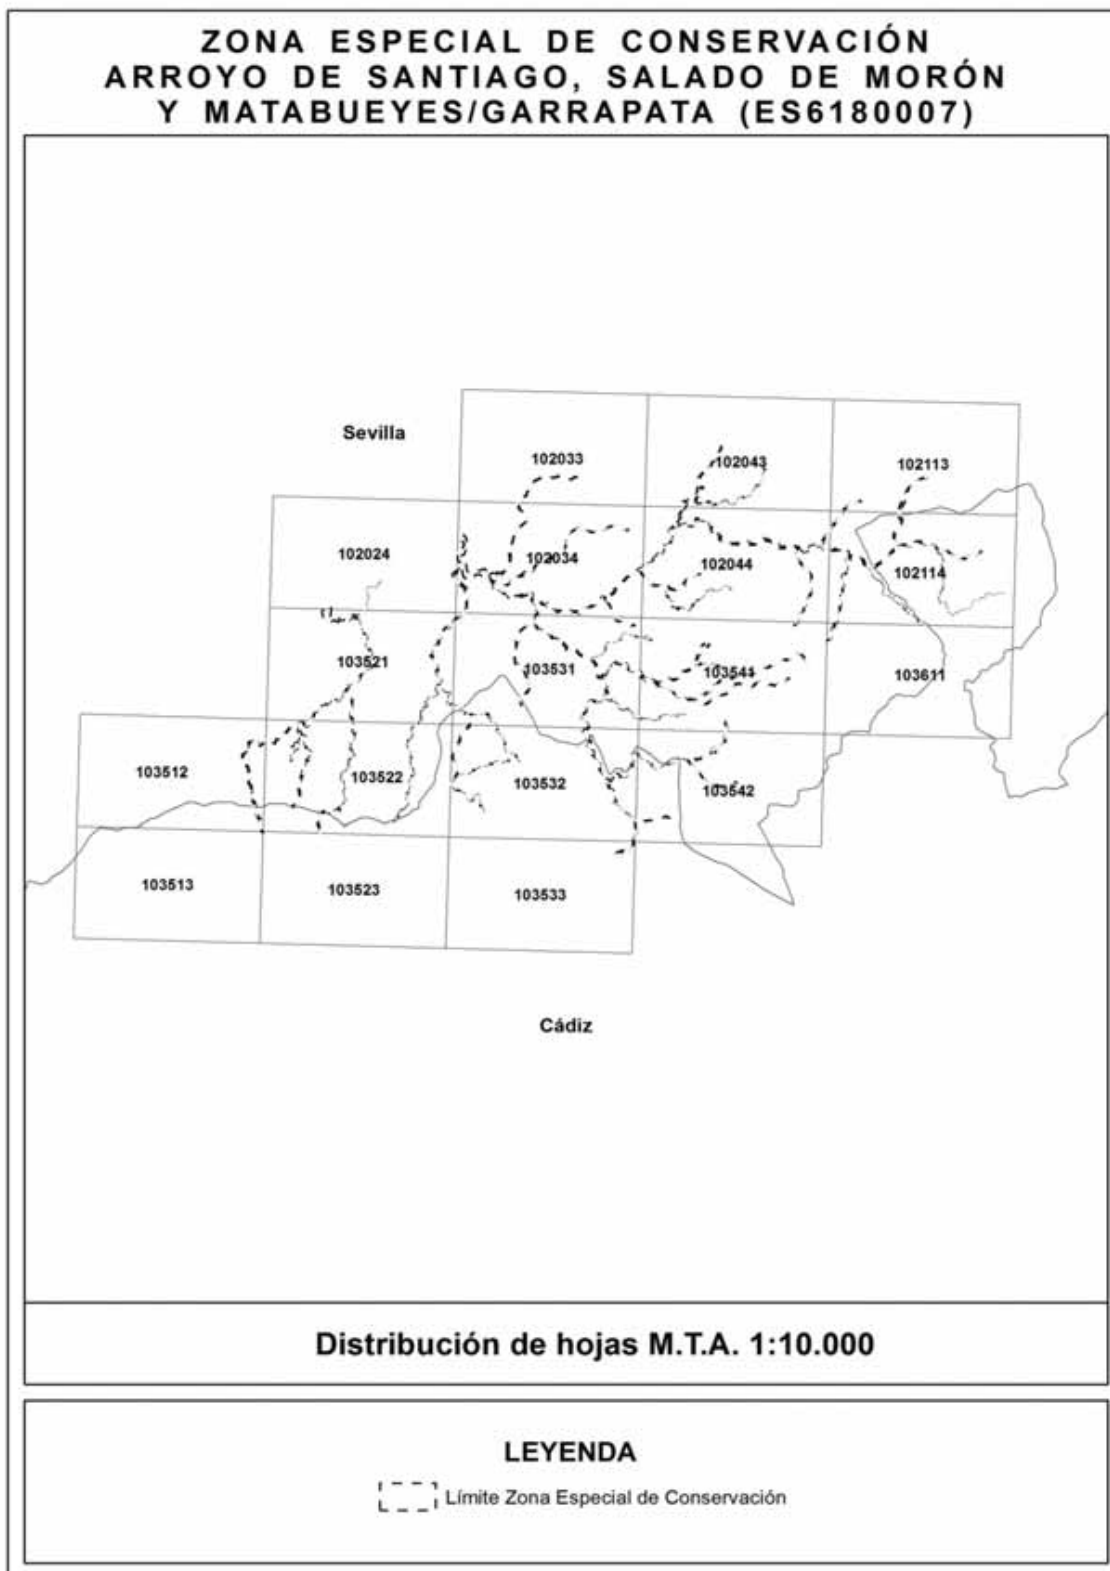 ZONA ESPECIAL DE CONSERVACIÓN
ARROYO DE SANTIAGO, SALADO DE MORÓN
Y MATABUEYES/GARRAPATA (ES6180007)
Sevilla
102033
102043
102113
102024
102034
102044
102114
103521
103531
103541
103611
103512
103522
103532
103542
103513
103523
103533
Cádiz
Distribución de hojas M.T.A. 1:10.000
LEYENDA
Límite Zona Especial de Conservación